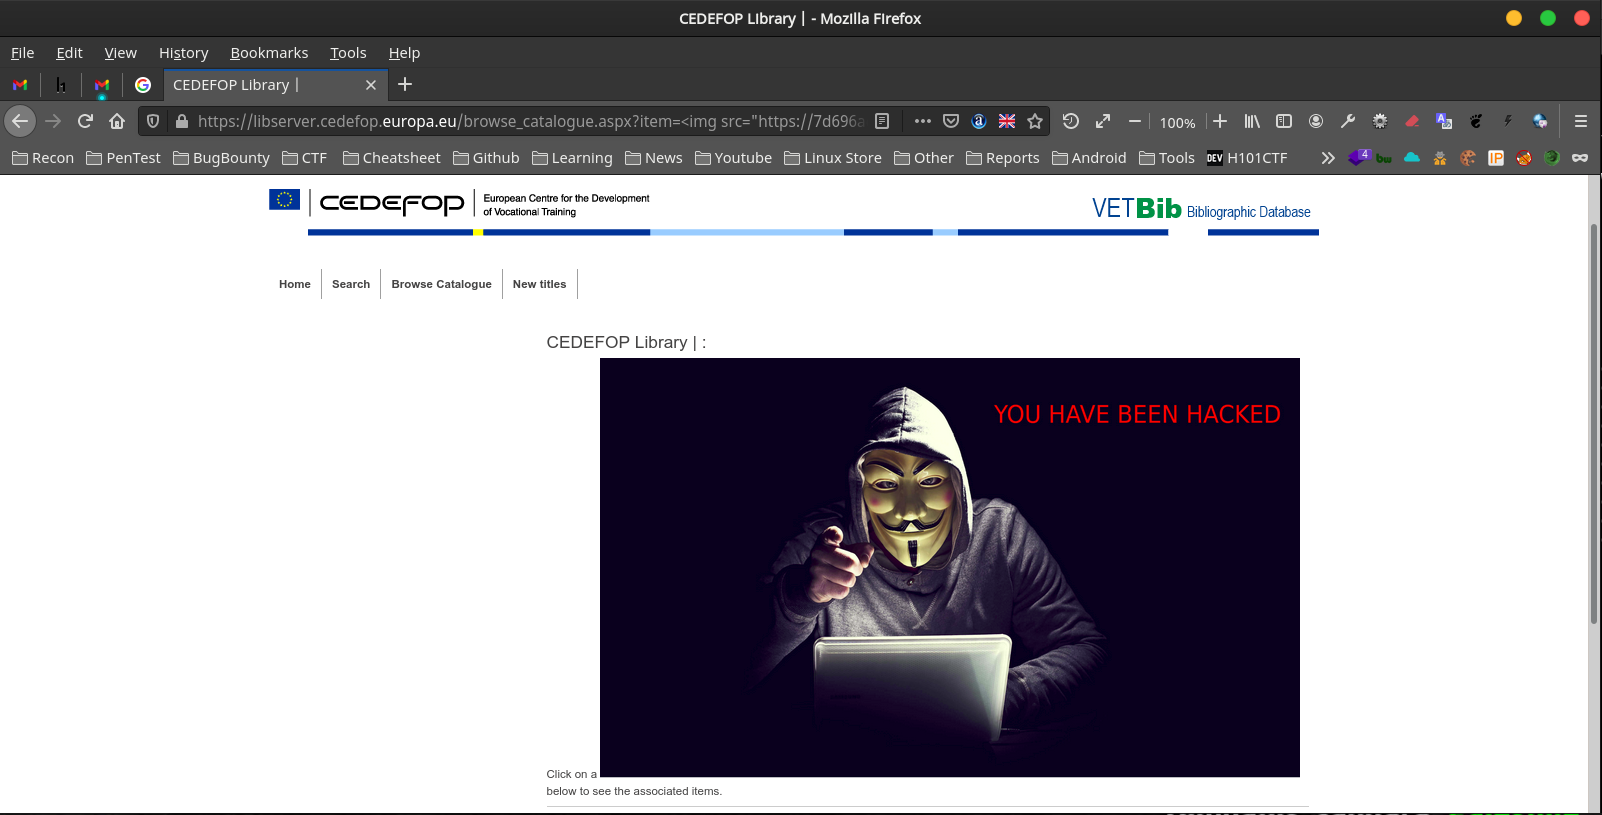 CEDEFOP Library | - Mozilla Firefox
File Edit View History Bookmarks Tools Help
CEDEFOP Library |
https://libserver.cedefop.europa.eu/browse_catalogue.aspx?item=<img src="https://7d696a
100%
Recon PenTest BugBounty CTF Cheatsheet Github Learning News Youtube Linux Store Other Reports Android Tools DEV H101CTF
4
IP
CEDEFOP
European Centre for the Development
of Vocational Training
VETBib Bibliographic Database
Home Search Browse Catalogue New titles
CEDEFOP Library | :
YOU HAVE BEEN HACKED
Click on a
below to see the associated items.